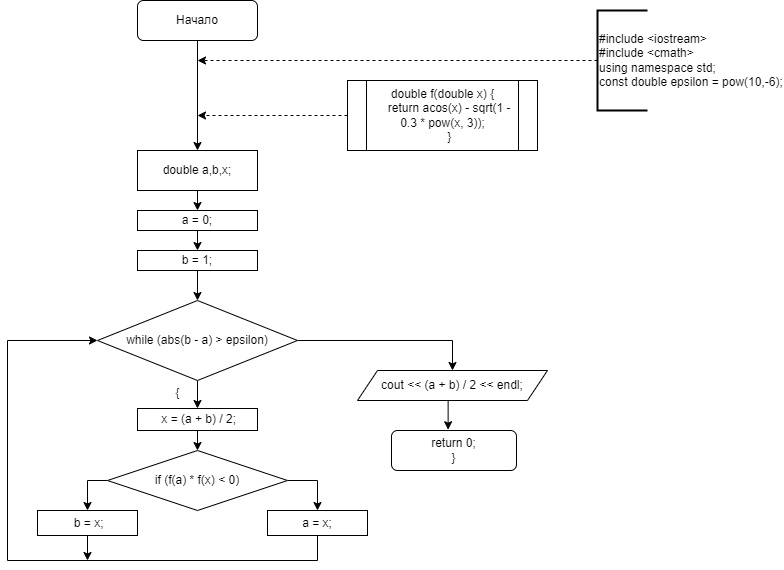 Начало
#include <iostream>
#include <cmath>
using namespace std;
const double epsilon = pow(10,-6);
double f(double x) {
return acos(x) - sqrt(1 -
0.3 * pow(x, 3));
}
double a,b,x;
a = 0;
b = 1;
while (abs(b - a) > epsilon)
cout << (a + b) / 2 << endl;
{
x = (a + b) / 2;
return 0;
}
if (f(a) * f(x) < 0)
b = x;
a = x;